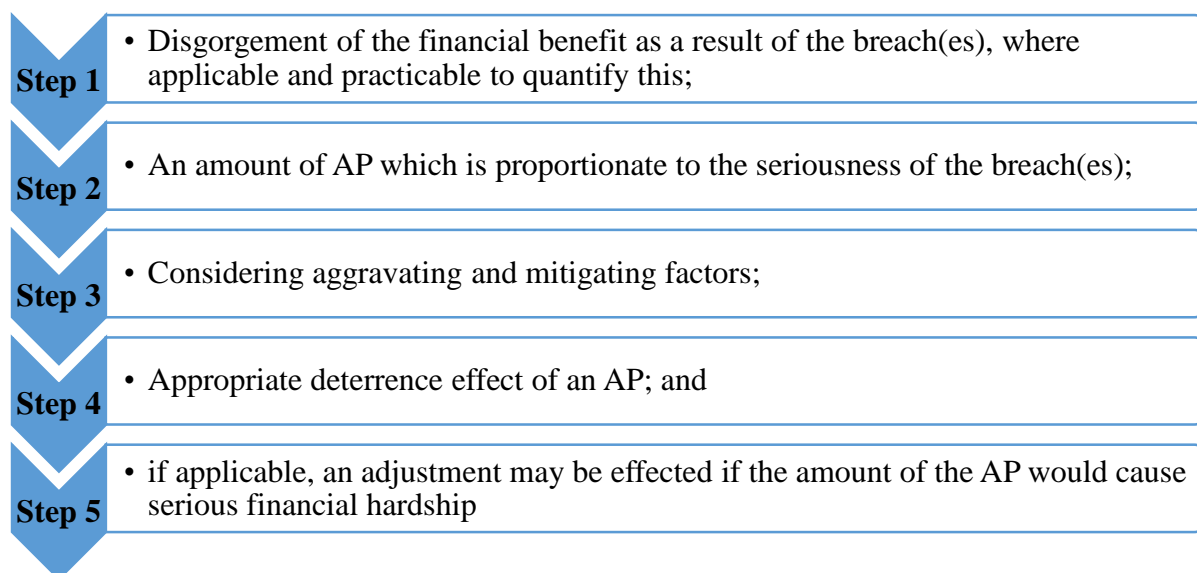 Step 1
• Disgorgement of the financial benefit as a result of the breach(es), where
applicable and practicable to quantify this;
Step 2
• An amount of AP which is proportionate to the seriousness of the breach(es);
Step 3
• Considering aggravating and mitigating factors;
Step 4
• Appropriate deterrence effect of an AP; and
Step 5
• if applicable, an adjustment may be effected if the amount of the AP would cause
serious financial hardship